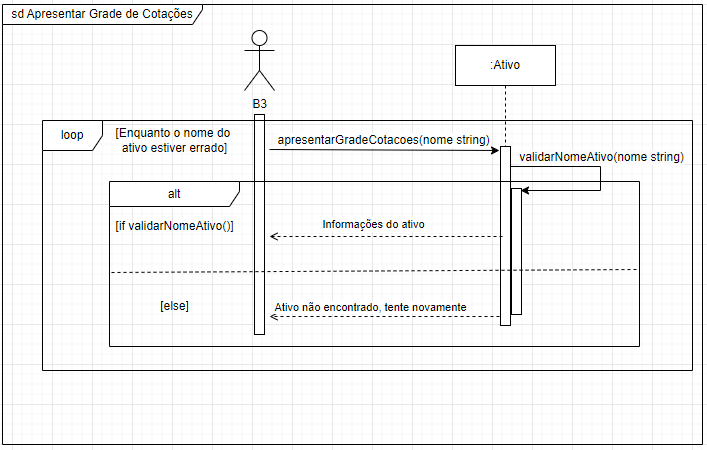 sd Apresentar Grade de Cotações
:Ativo
B3
loop
[Enquanto o nome do
ativo estiver errado]
apresentarGradeCotacoes(nome string)
validarNomeAtivo(nome string)
alt
[if validarNomeAtivo()]
Informações do ativo
[else]
Ativo não encontrado, tente novamente